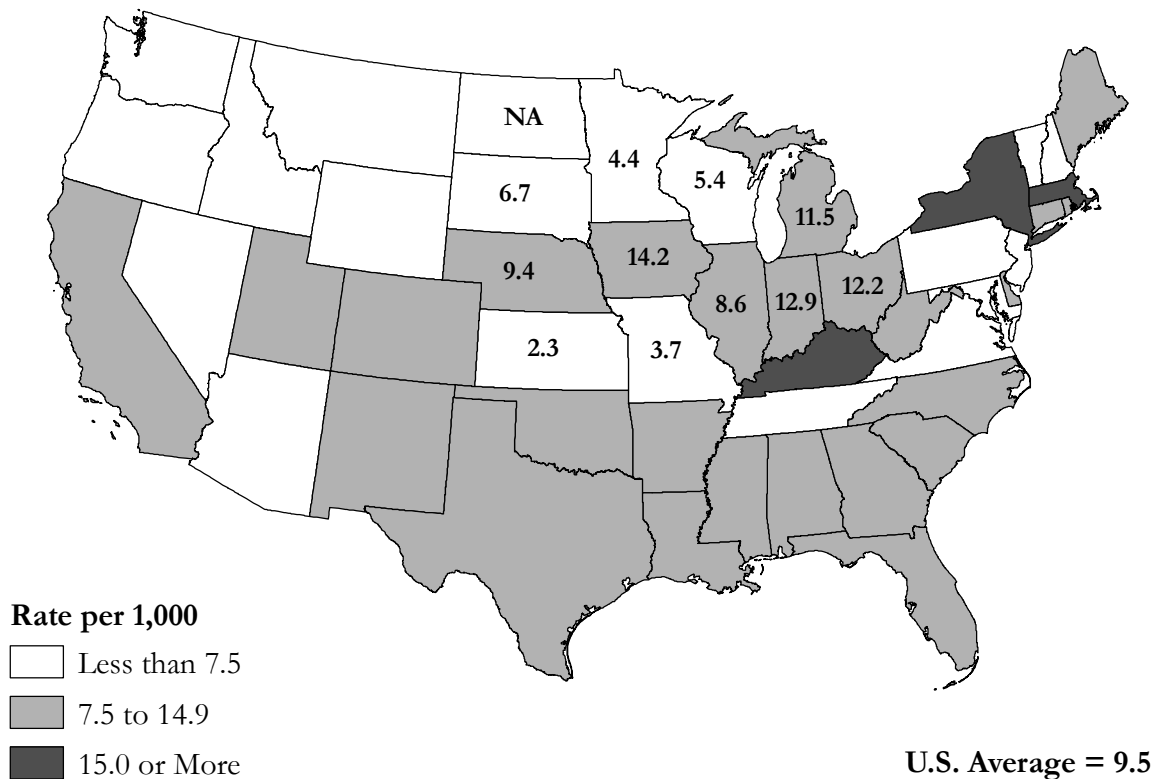 NA
4.4
5.4
6.7
11.5
14.2
9.4
12.2
8.6
12.9
2.3
3.7
Rate per 1,000
Less than 7.5
7.5 to 14.9
15.0 or More
U.S. Average = 9.5